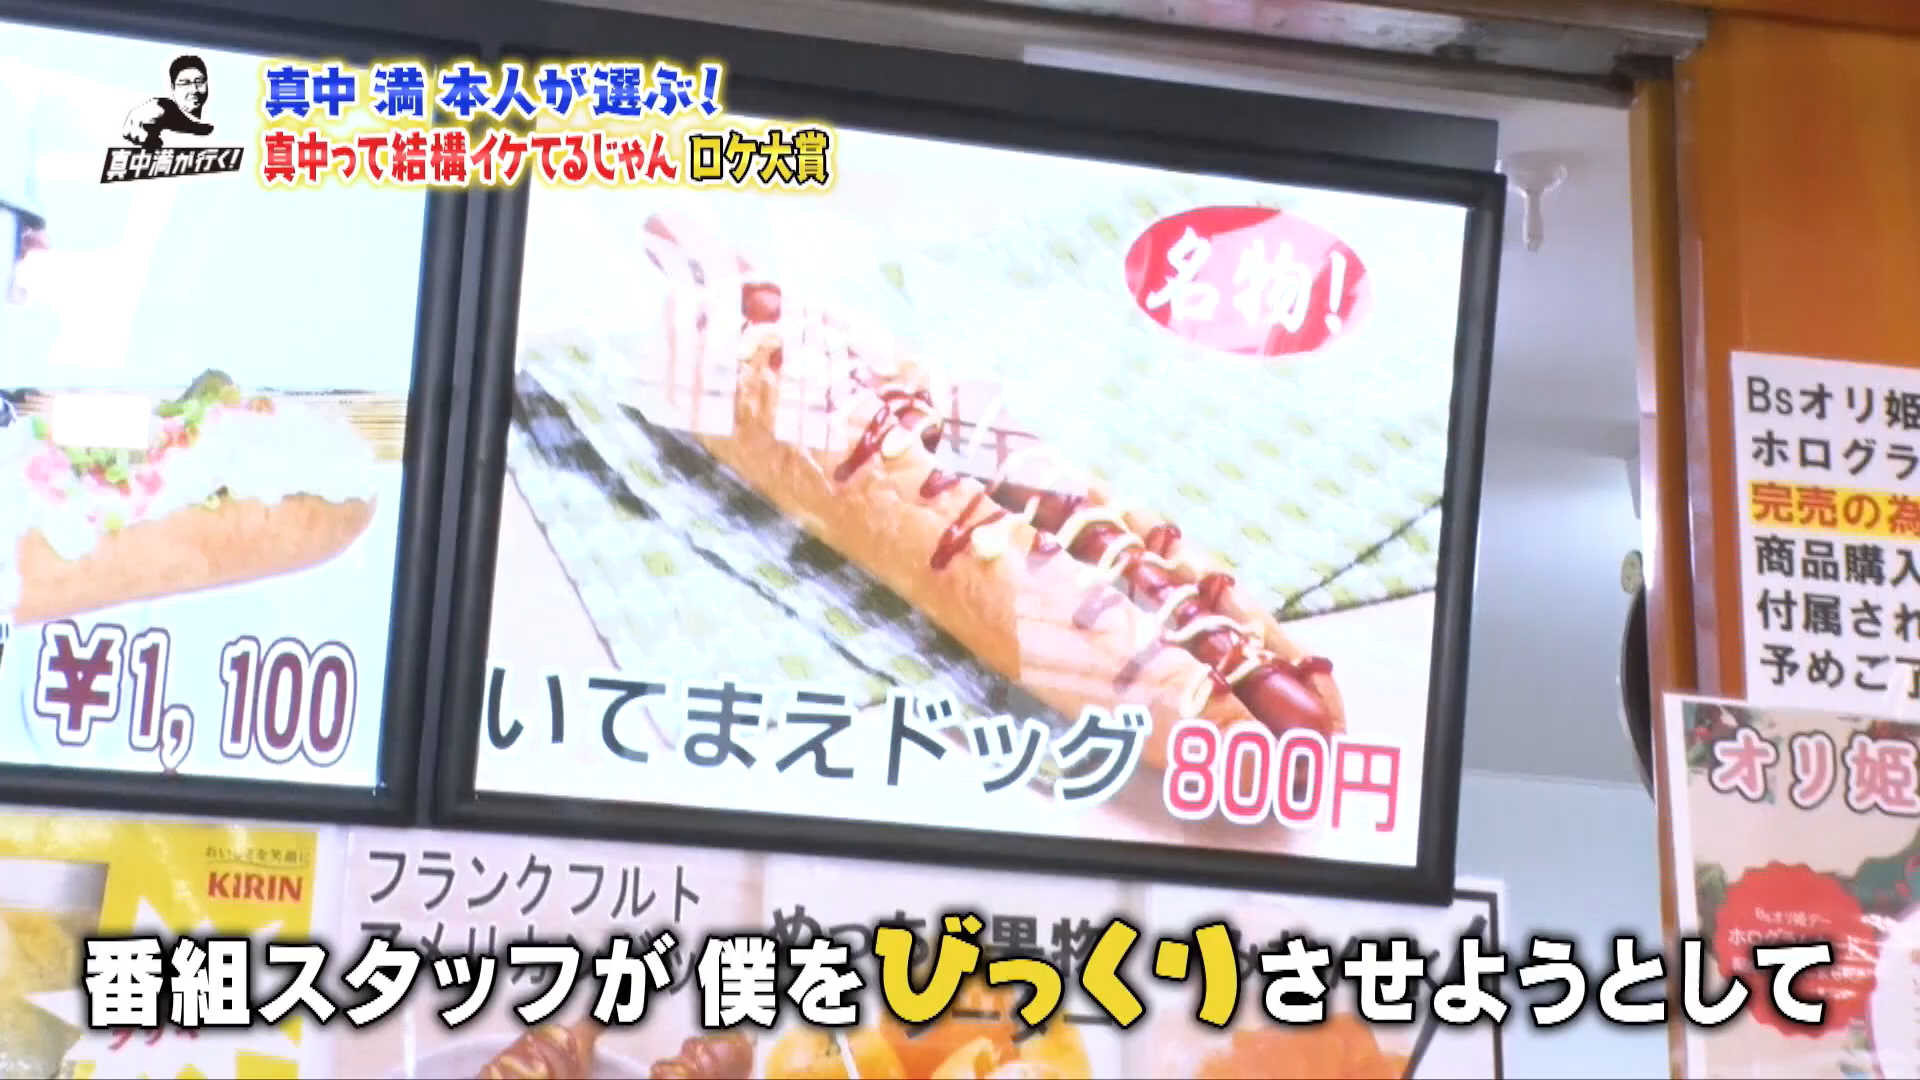 真中 満 本人が選ぶ!
真中満が行く!
真中って結構イケてるじゃん ロケ大賞
名物!
¥1,100
いてまえドッグ 800円
Bsオリ姫
ホログラ
完売の為
商品購入
付属され
予めご了
オリ姫
KIRIN
フランクフルト
番組スタッフが 僕をびっくりさせようとして